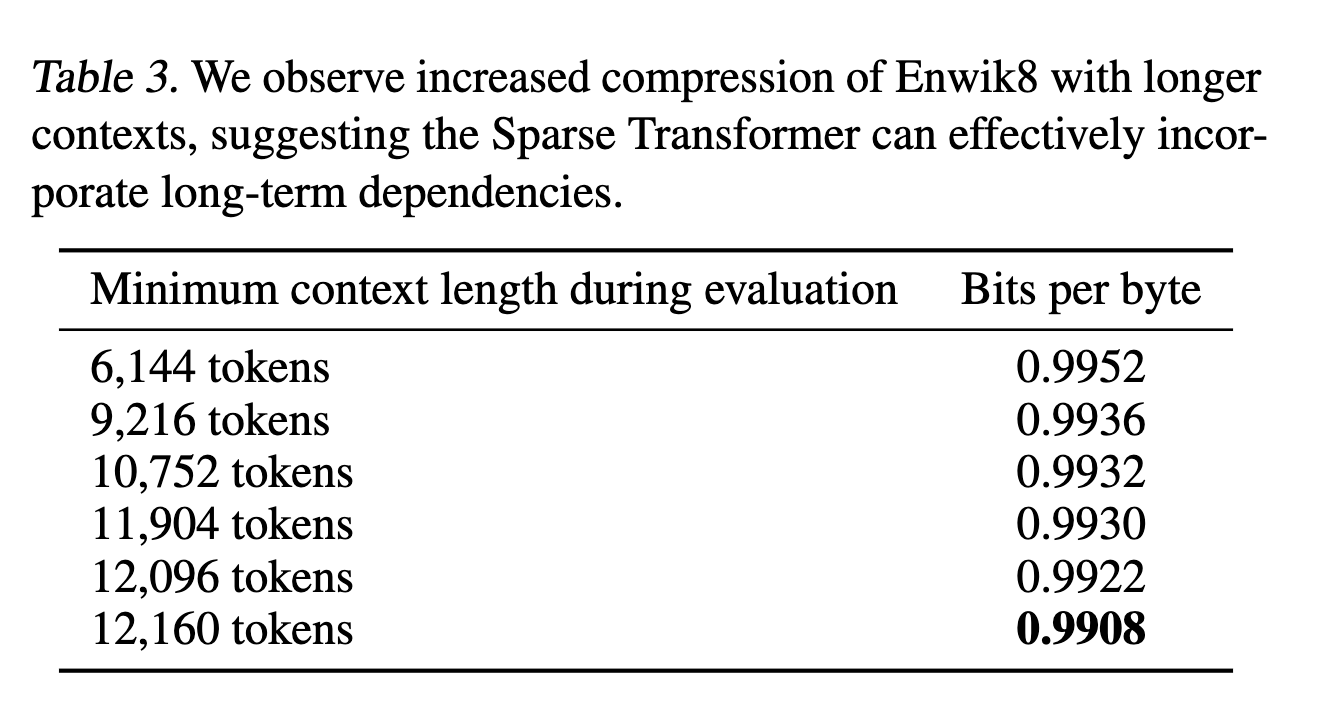 Table 3. We observe increased compression of Enwik8 with longer
contexts, suggesting the Sparse Transformer can effectively incor-
porate long-term dependencies.
Minimum context length during evaluation Bits per byte
6,144 tokens 0.9952
9,216 tokens 0.9936
10,752 tokens 0.9932
11,904 tokens 0.9930
12,096 tokens 0.9922
12,160 tokens 0.9908